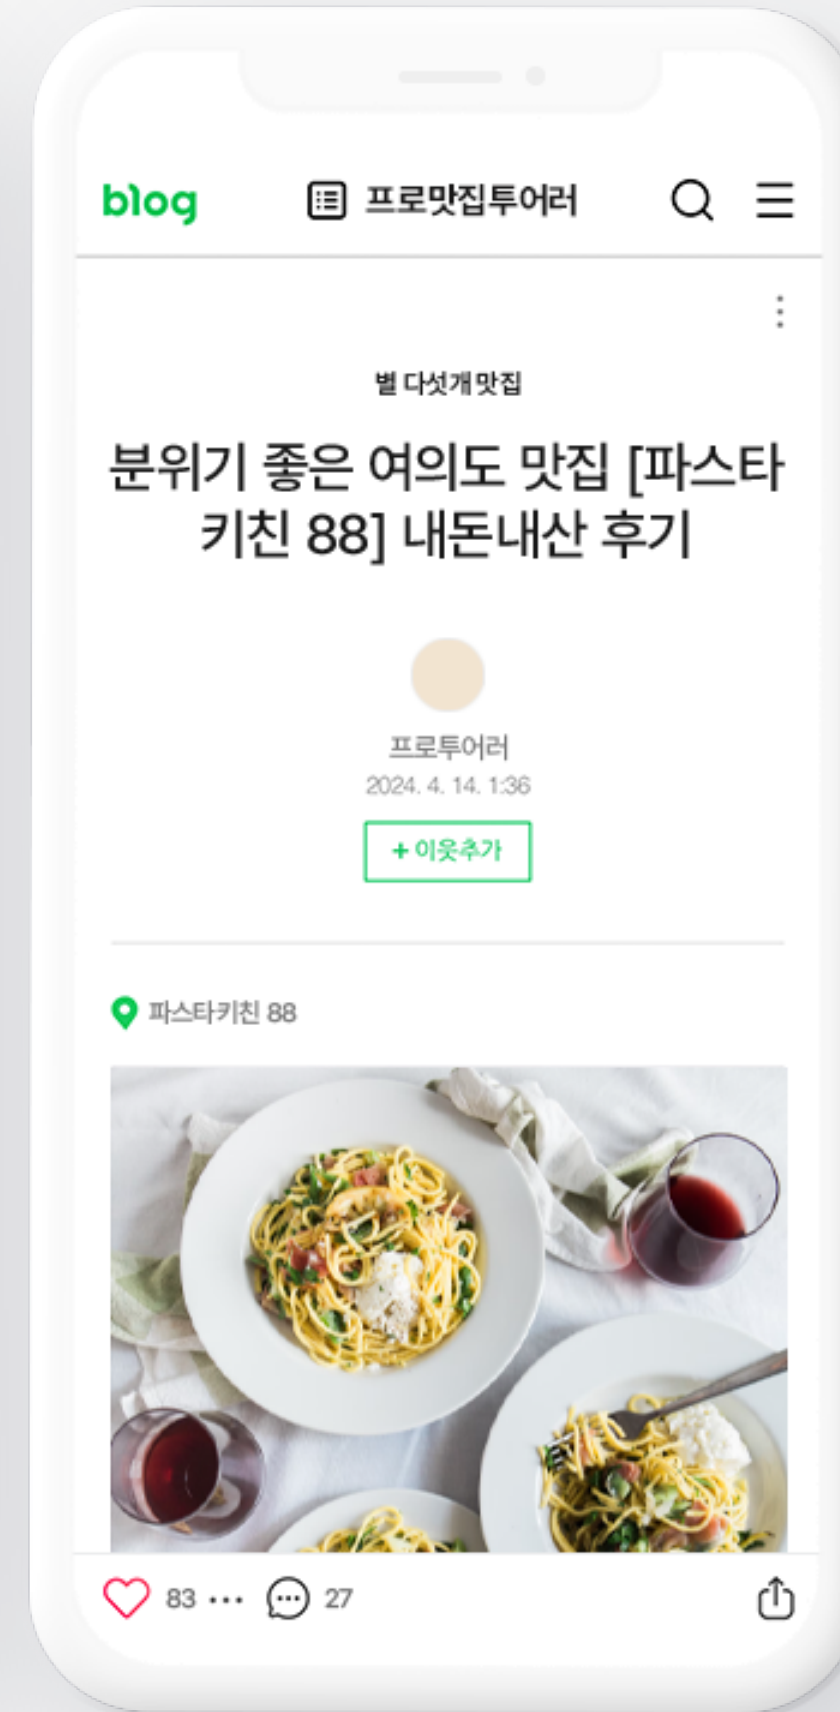 blog 프로맛집투어러
별 다섯개 맛집
분위기 좋은 여의도 맛집 [파스타
키친 88] 내돈내산 후기
프로투어러
2024. 4. 14. 1:36
+ 이웃추가
파스타키친 88
83 ··· 27